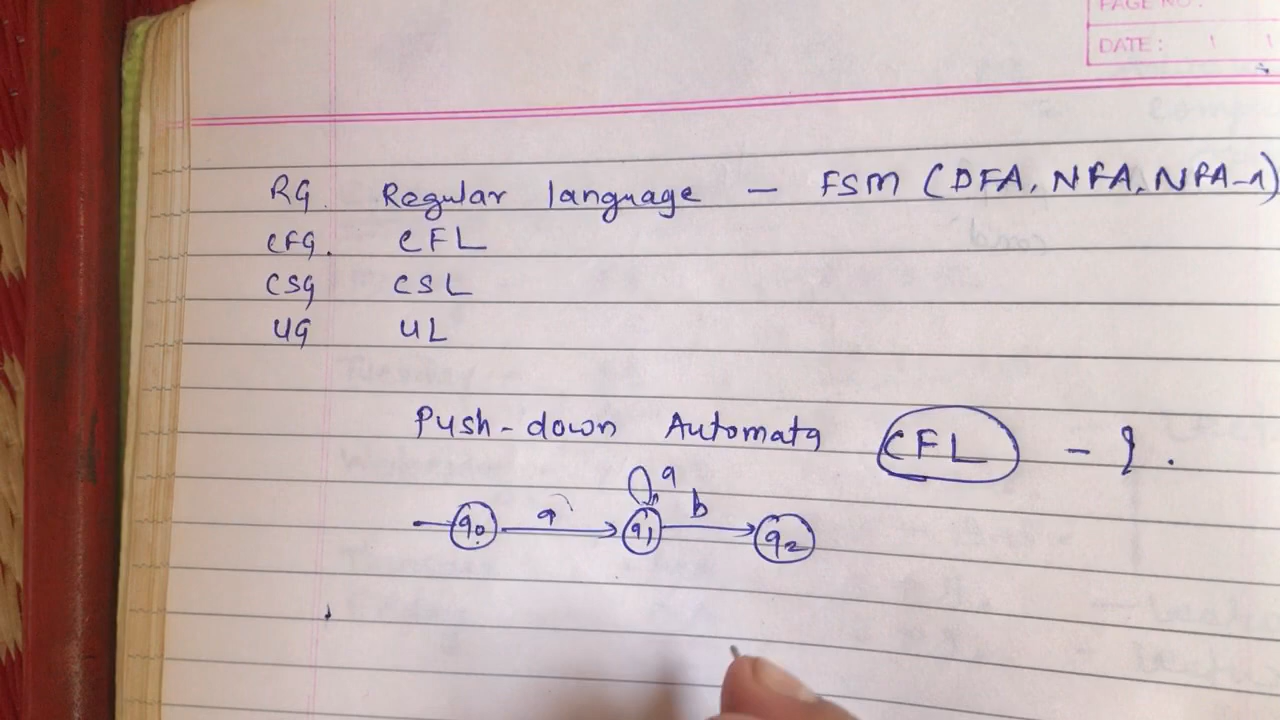 PAGE NO.
DATE:
RG. Regular language — FSM (DFA, NFA, NFA-1)
CFG. CFL
CSG CSL
UG UL
Push-down Automata CFL - } .
a
a b
q0 q1 q2